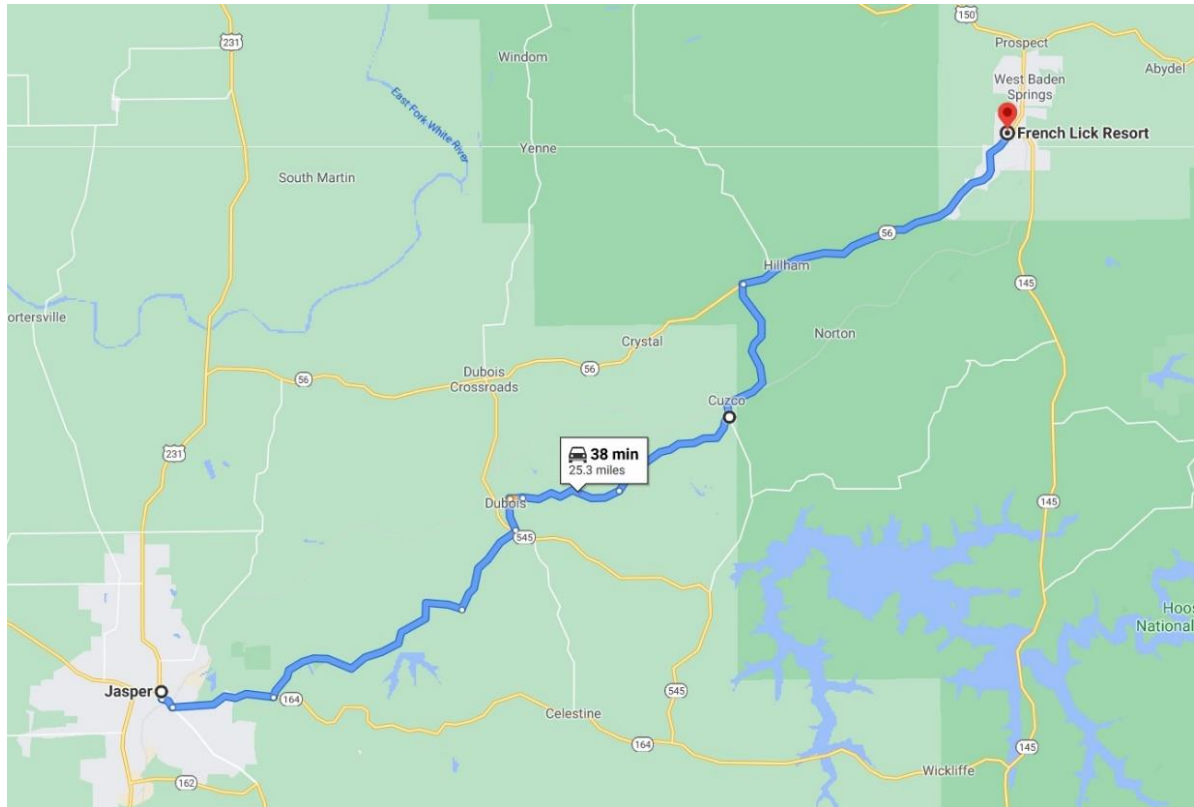 150
Prospect
231
Windom
Abydel
West Baden
Springs
East Fork White River
French Lick Resort
Yenne
South Martin
56
Hillham
145
ortersville
Norton
Crystal
56
56
Dubois
Crossroads
Cuzco
231
38 min
25.3 miles
Dubois
145
545
Hoos
National
Jasper
545
164
Celestine
164
145
Wickliffe
162